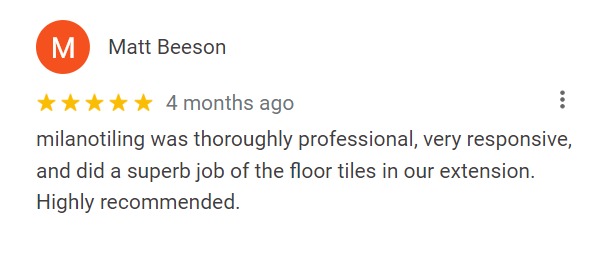 M
Matt Beeson
4 months ago
milanotiling was thoroughly professional, very responsive,
and did a superb job of the floor tiles in our extension.
Highly recommended.